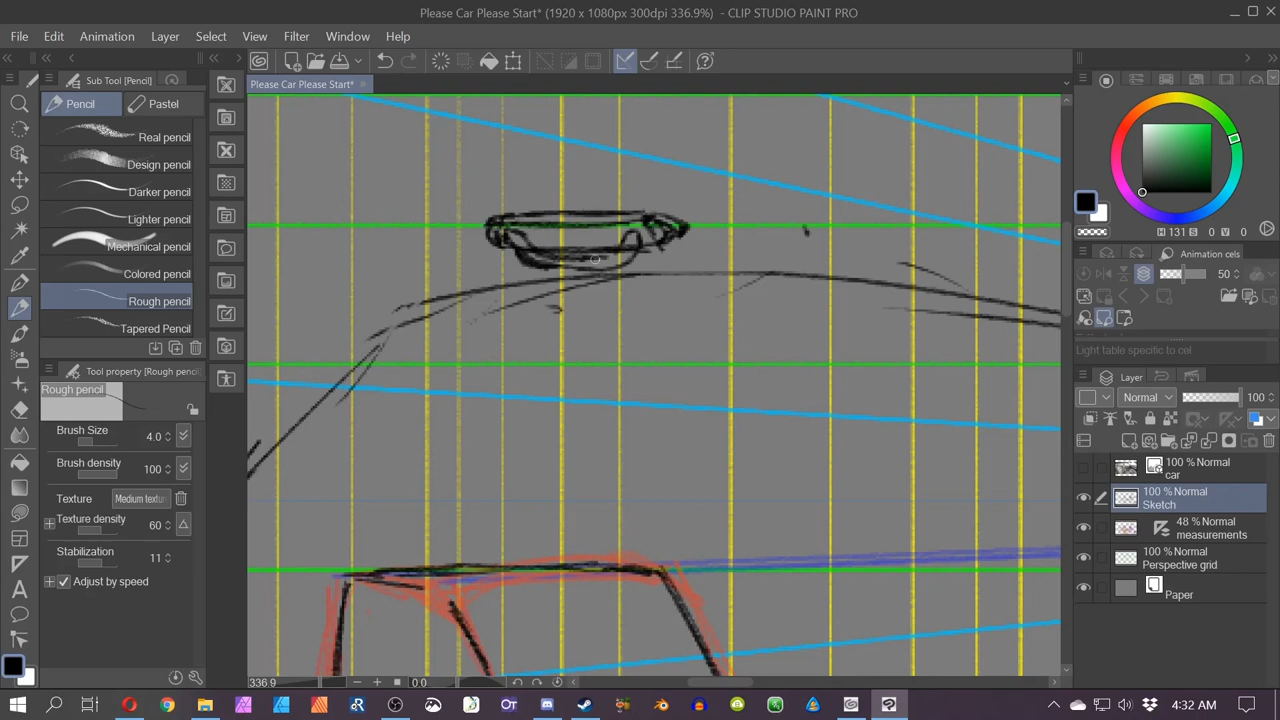 Please Car Please Start* (1920 x 1080px 300dpi 336.9%) - CLIP STUDIO PAINT PRO
File Edit Animation Layer Select View Filter Window Help
Sub Tool [Pencil]
Please Car Please Start*
Pencil Pastel
Real pencil
Design pencil
Darker pencil
Lighter pencil
Mechanical pencil
Colored pencil
Rough pencil
Tapered Pencil
Tool property [Rough pencil]
Rough pencil
Brush Size 4.0
Brush density 100
Texture Medium textur
Texture density 60
Stabilization 11
Adjust by speed
H 131 S 0 V 0
Animation cels
50
Light table specific to cel
Layer
Normal 100
100 % Normal
car
100 % Normal
Sketch
48 % Normal
measurements
100 % Normal
Perspective grid
Paper
336.9 0.0
4:32 AM